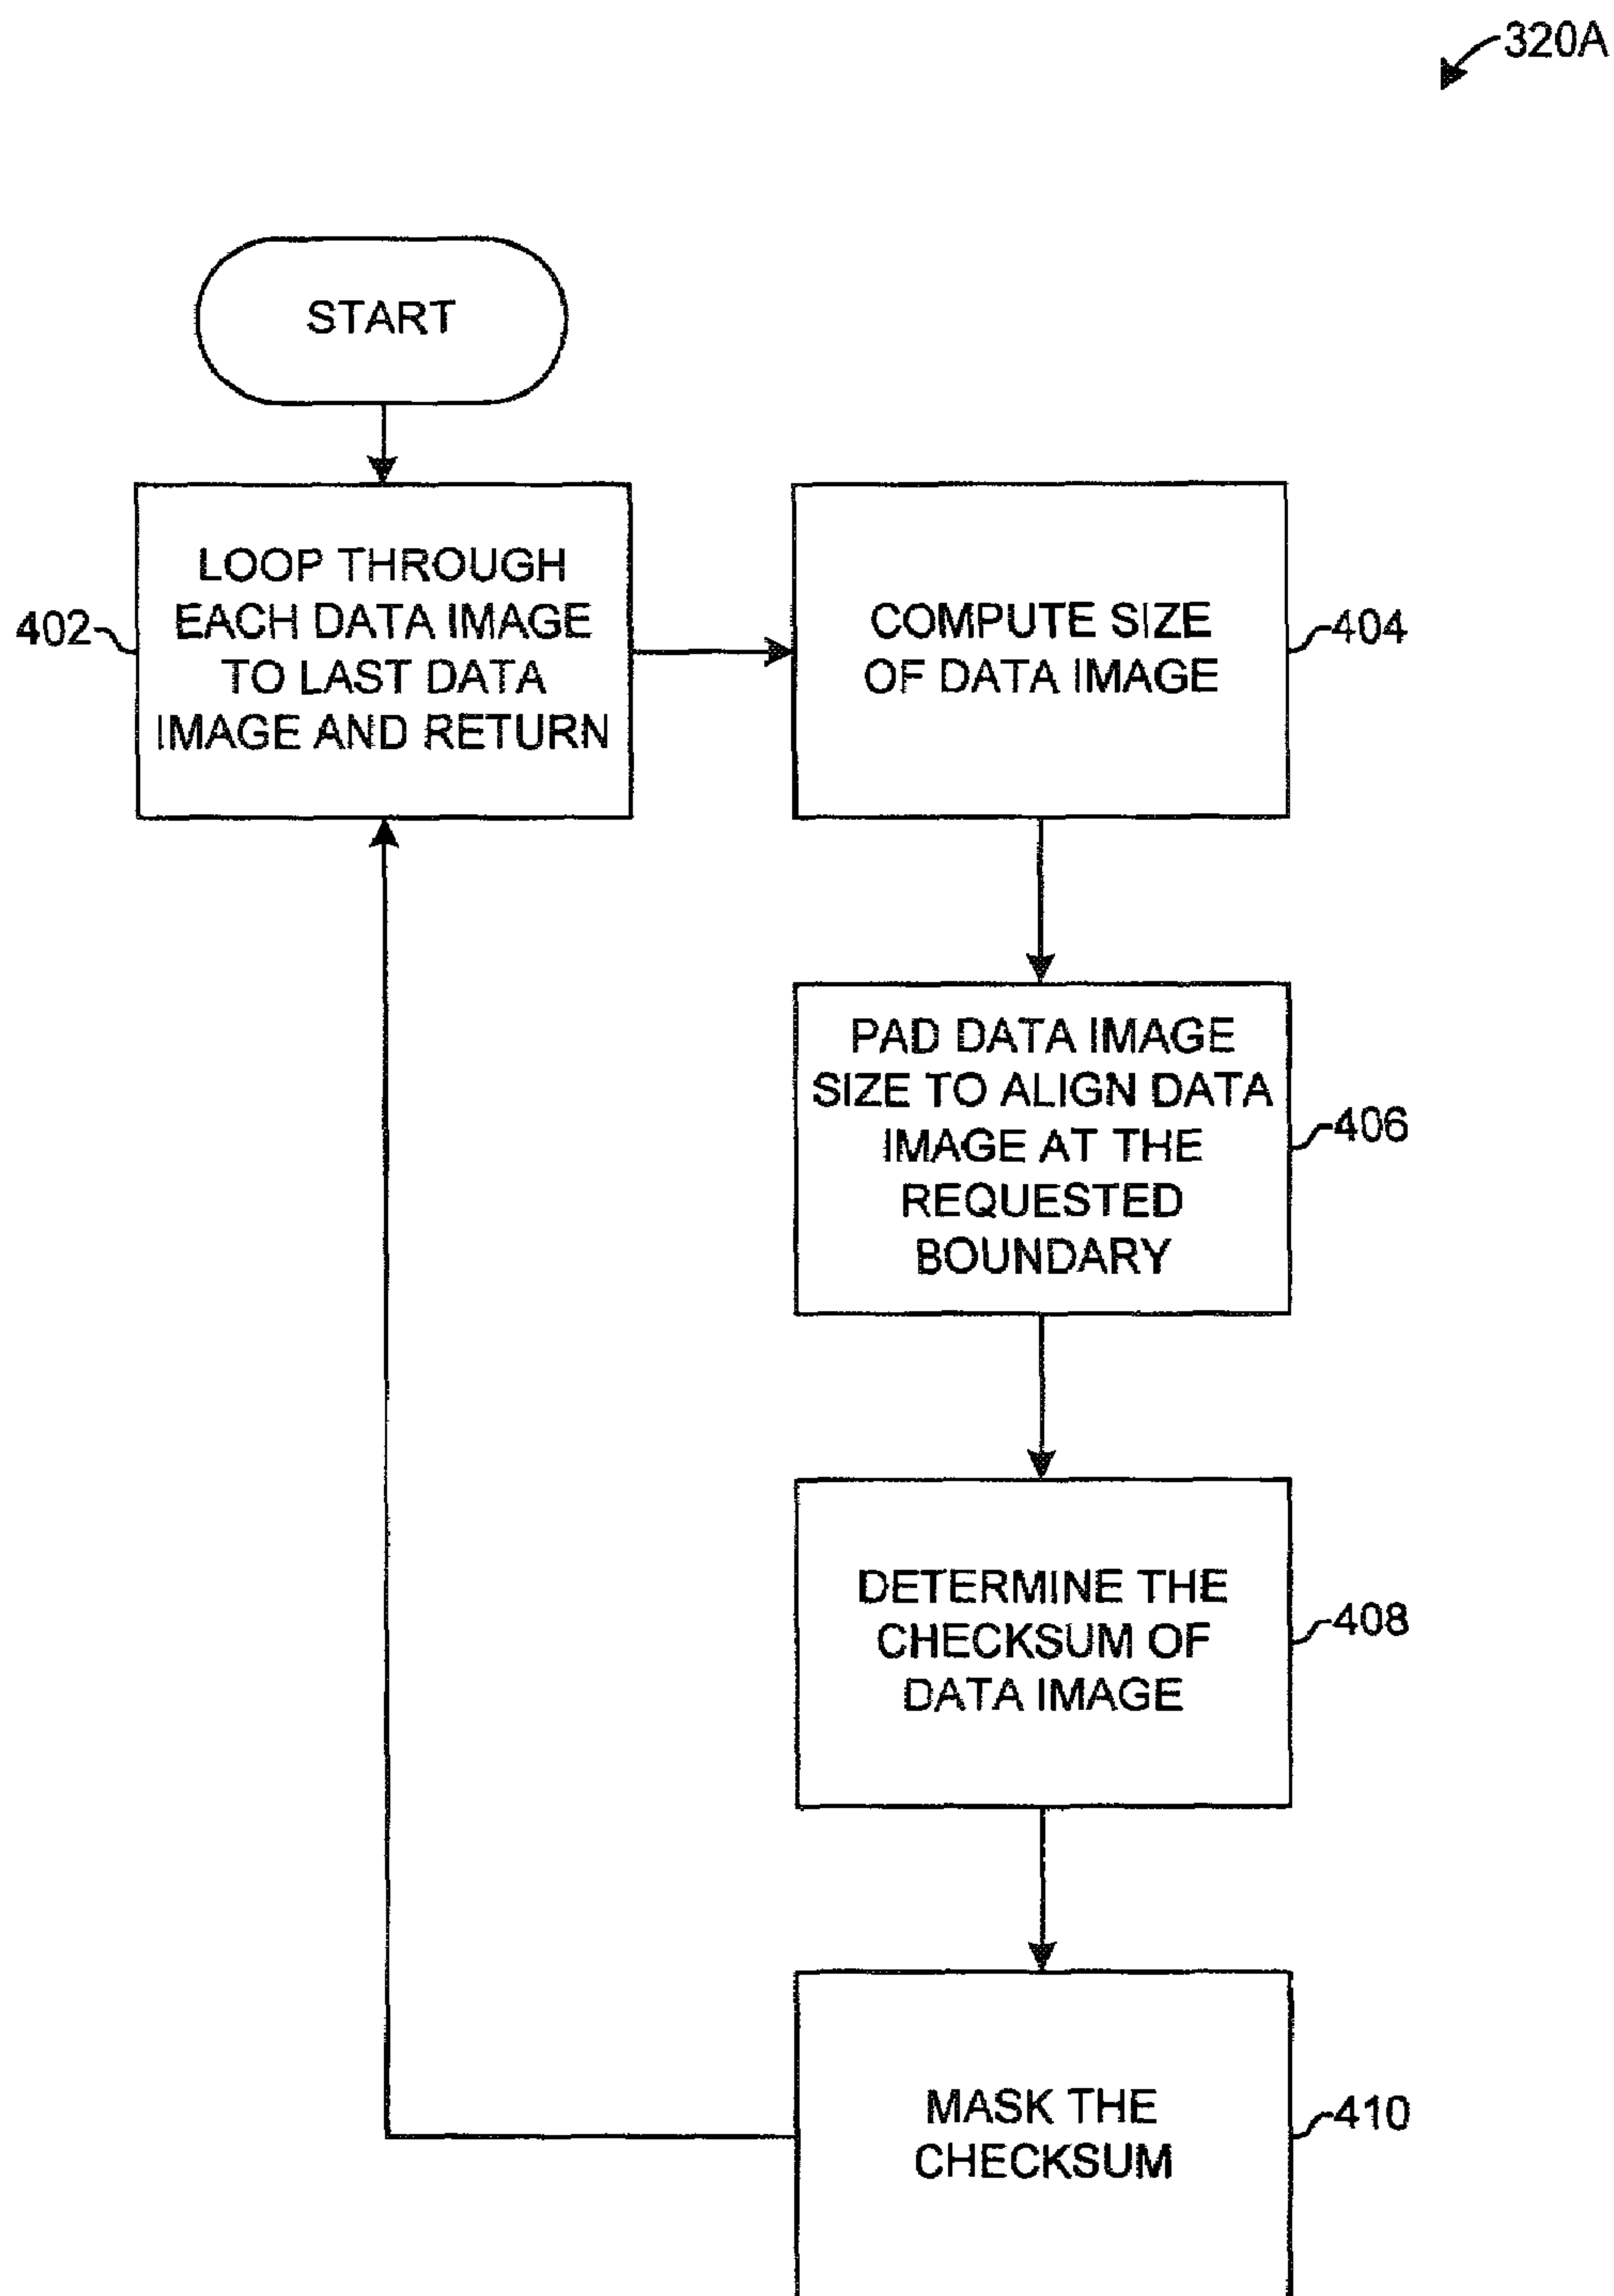 320A
START
402
LOOP THROUGH
EACH DATA IMAGE
TO LAST DATA
IMAGE AND RETURN
COMPUTE SIZE
OF DATA IMAGE
404
PAD DATA IMAGE
SIZE TO ALIGN DATA
IMAGE AT THE
REQUESTED
BOUNDARY
406
DETERMINE THE
CHECKSUM OF
DATA IMAGE
408
MASK THE
CHECKSUM
410